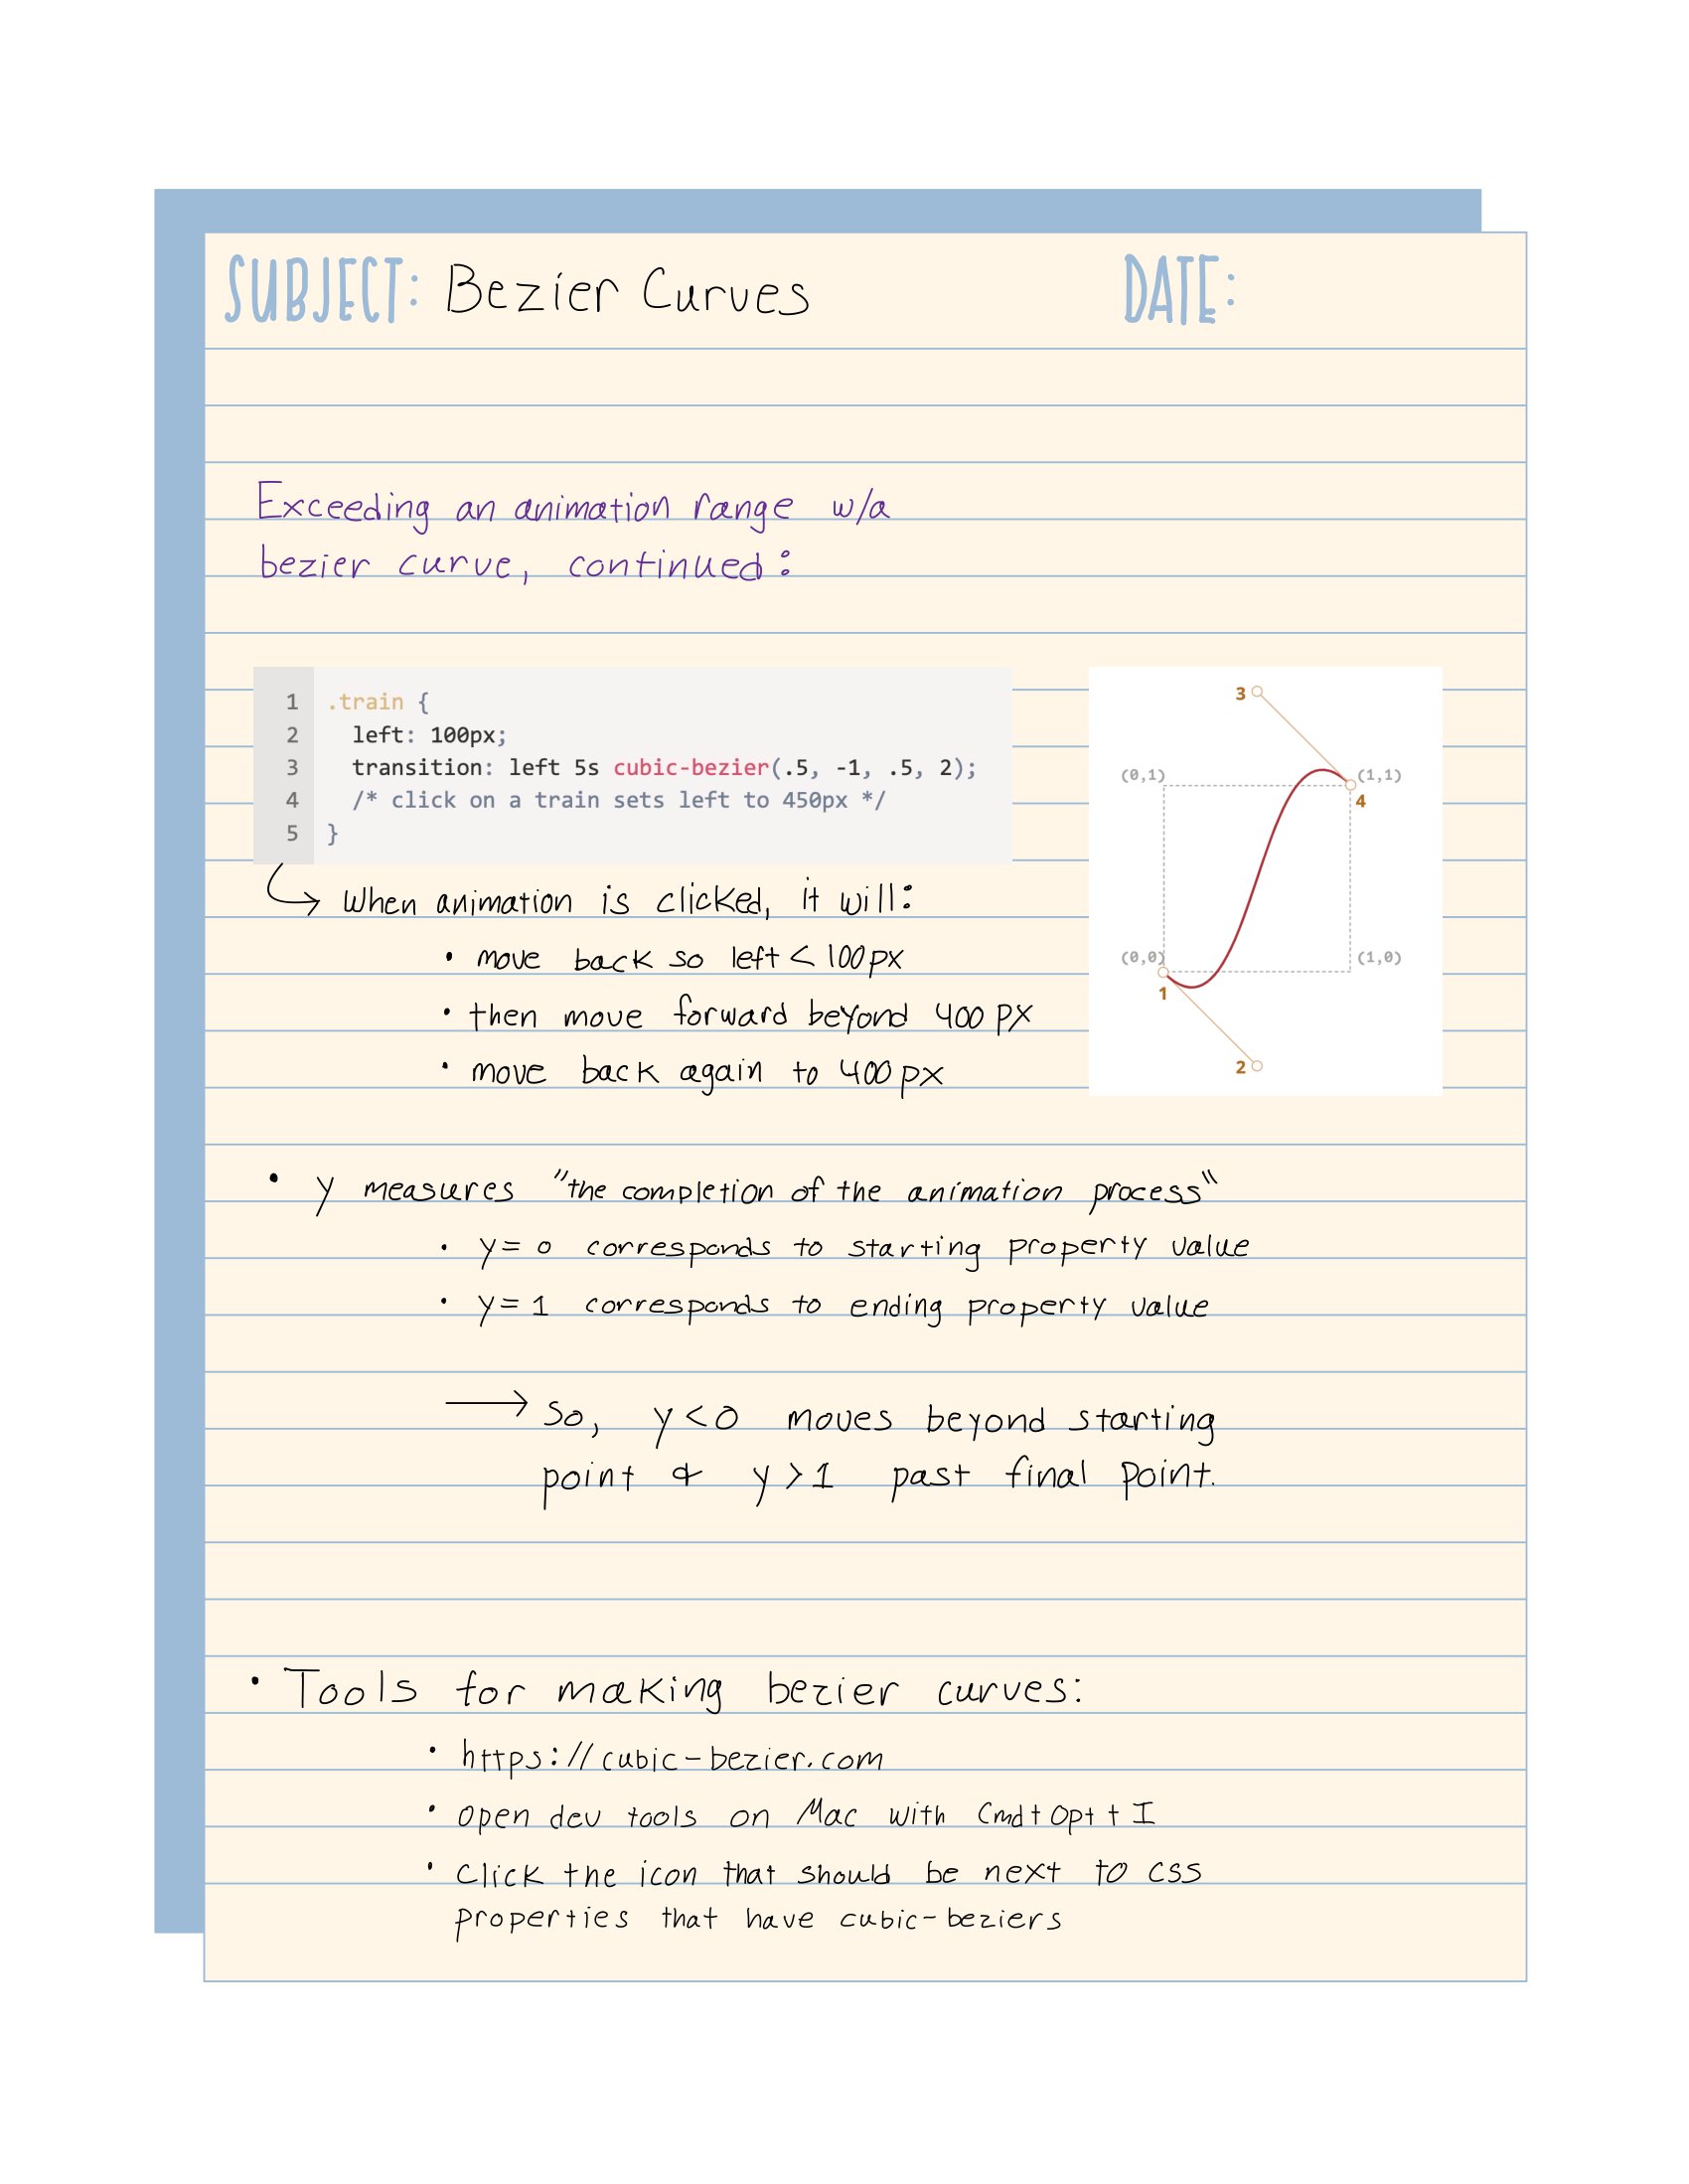 SUBJECT: Bezier Curves
DATE:
Exceeding an animation range w/a
bezier curve, continued:
1 .train {
2 left: 100px;
3 transition: left 5s cubic-bezier(.5, -1, .5, 2);
4 /* click on a train sets left to 450px */
5 }
3
(0,1) (1,1)
4
(0,0) (1,0)
1
2
When animation is clicked, it will:
• move back so left < 100px
• then move forward beyond 400 px
• move back again to 400px
• y measures "the completion of the animation process"
• y= 0 corresponds to starting property value
• y= 1 corresponds to ending property value
→ So, y<0 moves beyond starting
point & y>1 past final point.
• Tools for making bezier curves:
• https://cubic-bezier.com
• open dev tools on Mac with Cmd+Opt+I
• Click the icon that should be next to CSS
properties that have cubic-beziers